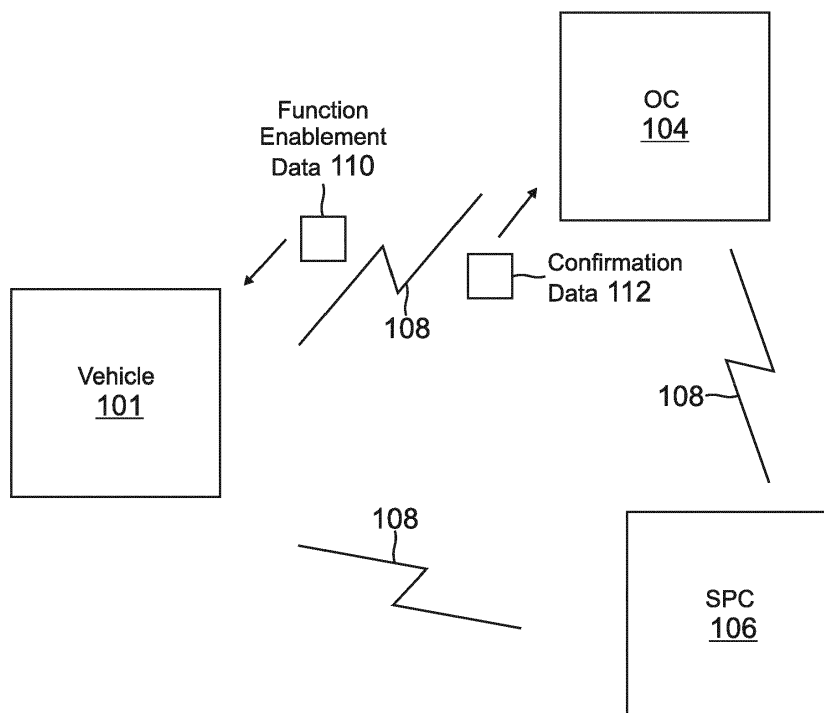 OC
104
Function
Enablement
Data 110
Confirmation
Data 112
108
Vehicle
101
108
108
SPC
106